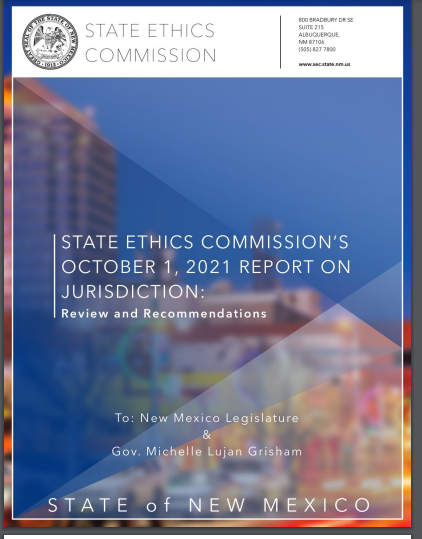 STATE ETHICS
COMMISSION
800 BRADBURY DR SE
SUITE 215
ALBUQUERQUE,
NM 87106
(505) 827 7800
www.sec.state.nm.us
STATE ETHICS COMMISSION'S
OCTOBER 1, 2021 REPORT ON
JURISDICTION:
Review and Recommendations
To: New Mexico Legislature
&
Gov. Michelle Lujan Grisham
STATE of NEW MEXICO